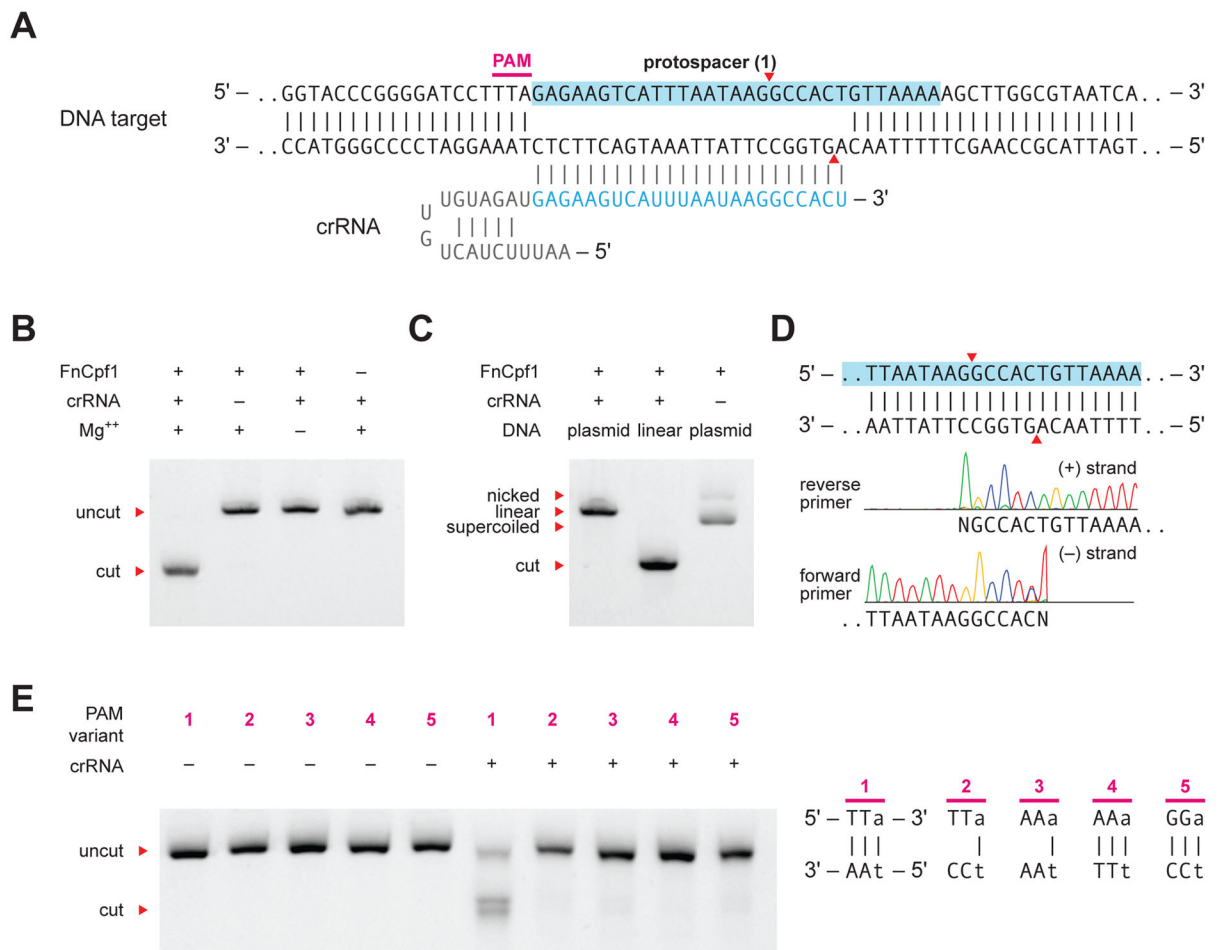 A
PAM
protospacer (1)
5' – ..GGTACCCGGGGATCCTTTAGAGAAGTCATTTAATAAGGCCACTGTTAAAAAGCTTGGCGTAATCA.. – 3'
DNA target
3' – ..CCATGGGCCCCTAGGAAATCTCTTCAGTAAATTATTCCGGTGACAATTTTTCGAACCGCATTAGT.. – 5'
UGUAGAUGAGAAGUCAUUUAAUAAGGCCACU – 3'
U
crRNA
G
UCAUCUUUAA – 5'
B
FnCpf1 + + + –
crRNA + – + +
Mg++ + + – +
uncut
cut
C
FnCpf1 + + +
crRNA + + –
DNA plasmid linear plasmid
nicked
linear
supercoiled
cut
D
5' – ..TTAATAAGGCCACTGTTAAAA.. – 3'
3' – ..AATTATTCCGGTGACAATTTT.. – 5'
(+) strand
reverse
primer
NGCCACTGTTAAAA..
(–) strand
forward
primer
..TTAATAAGGCCACN
E
PAM
variant
1 2 3 4 5 1 2 3 4 5
crRNA – – – – – + + + + +
uncut
cut
1 2 3 4 5
5' – TTa – 3' TTa AAa AAa GGa
3' – AAt – 5' CCt AAt TTt CCt